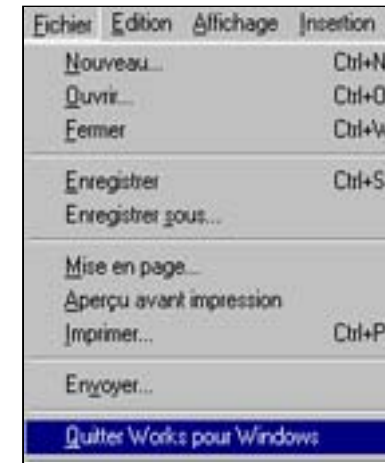 Fichier Edition Affichage Insertion
Nouveau... Ctrl+N
Ouvrir... Ctrl+O
Fermer Ctrl+W
Enregistrer Ctrl+S
Enregistrer sous...
Mise en page...
Aperçu avant impression
Imprimer... Ctrl+P
Envoyer...
Quitter Works pour Windows